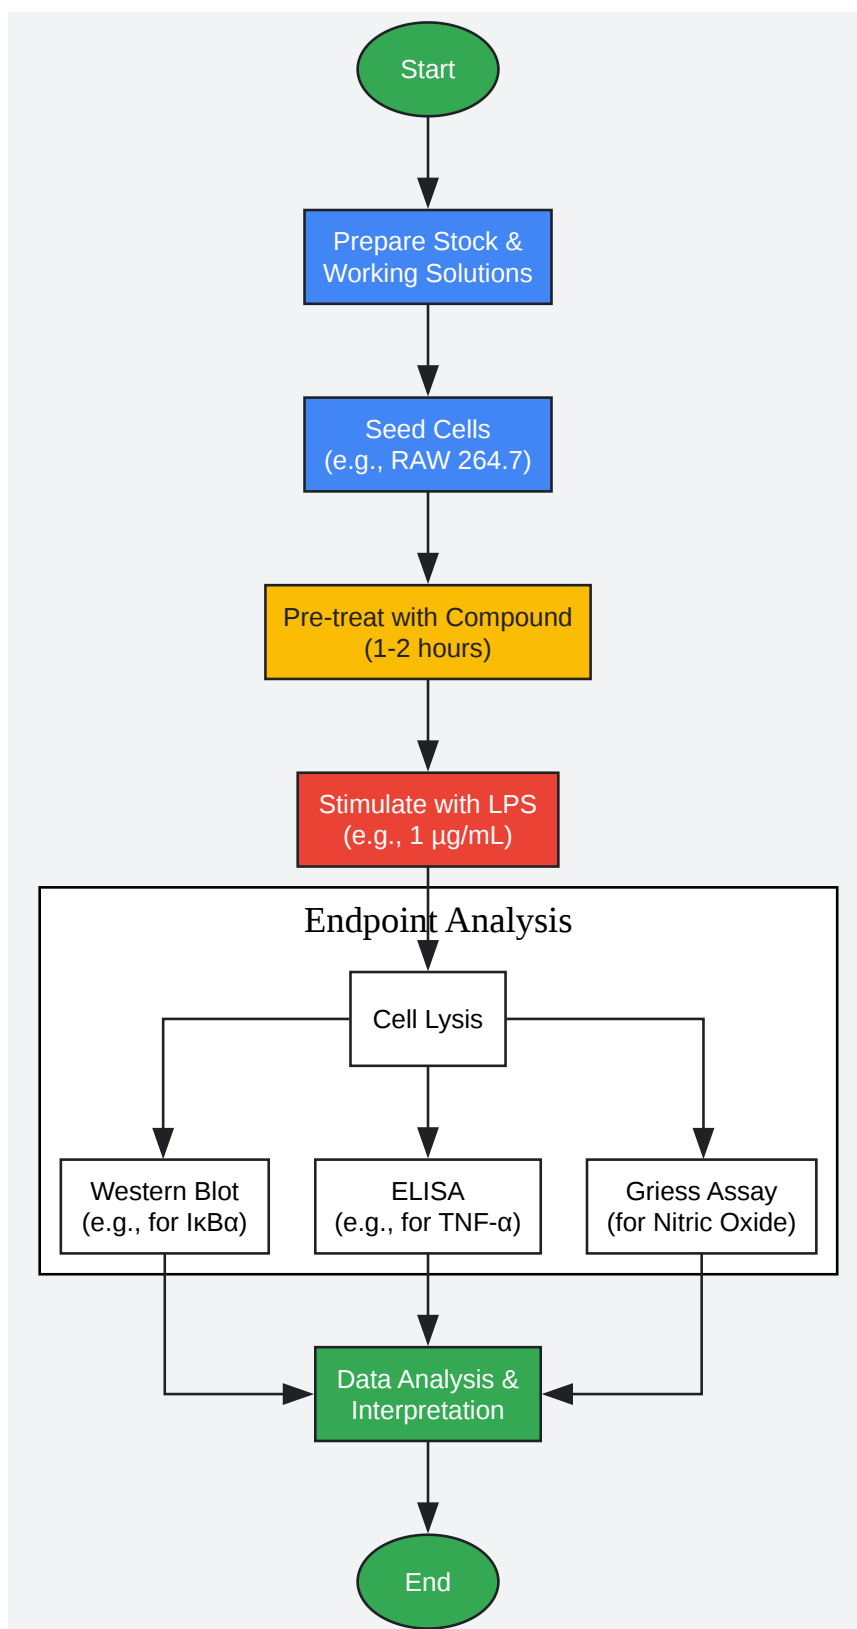 Start
Prepare Stock &
Working Solutions
Seed Cells
(e.g., RAW 264.7)
Pre-treat with Compound
(1-2 hours)
Stimulate with LPS
(e.g., 1 µg/mL)
Endpoint Analysis
Cell Lysis
Western Blot
(e.g., for IκBα)
ELISA
(e.g., for TNF-α)
Griess Assay
(for Nitric Oxide)
Data Analysis &
Interpretation
End